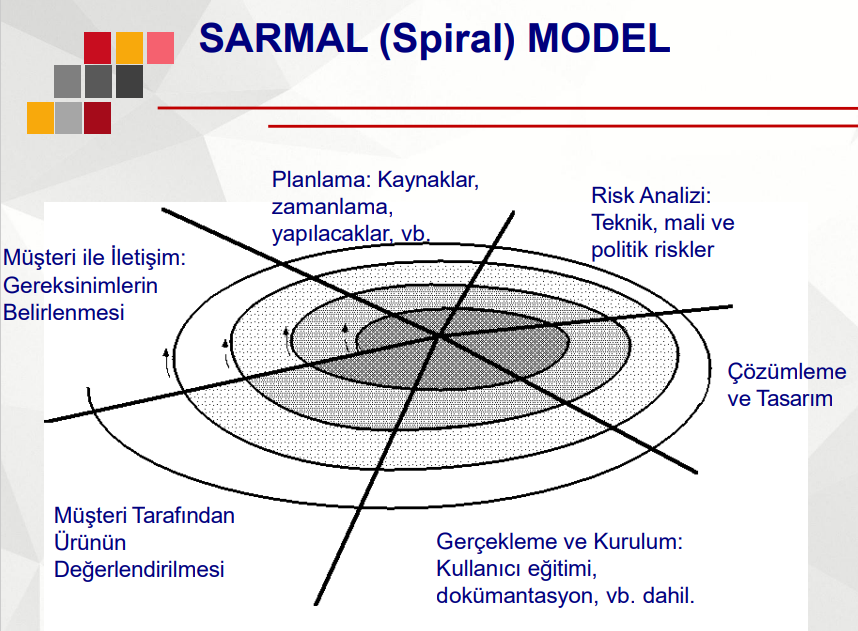 SARMAL (Spiral) MODEL
Planlama: Kaynaklar,
zamanlama,
yapılacaklar, vb.
Risk Analizi:
Teknik, mali ve
politik riskler
Müşteri ile İletişim:
Gereksinimlerin
Belirlenmesi
Çözümleme
ve Tasarım
Müşteri Tarafından
Ürünün
Değerlendirilmesi
Gerçekleme ve Kurulum:
Kullanıcı eğitimi,
dokümantasyon, vb. dahil.